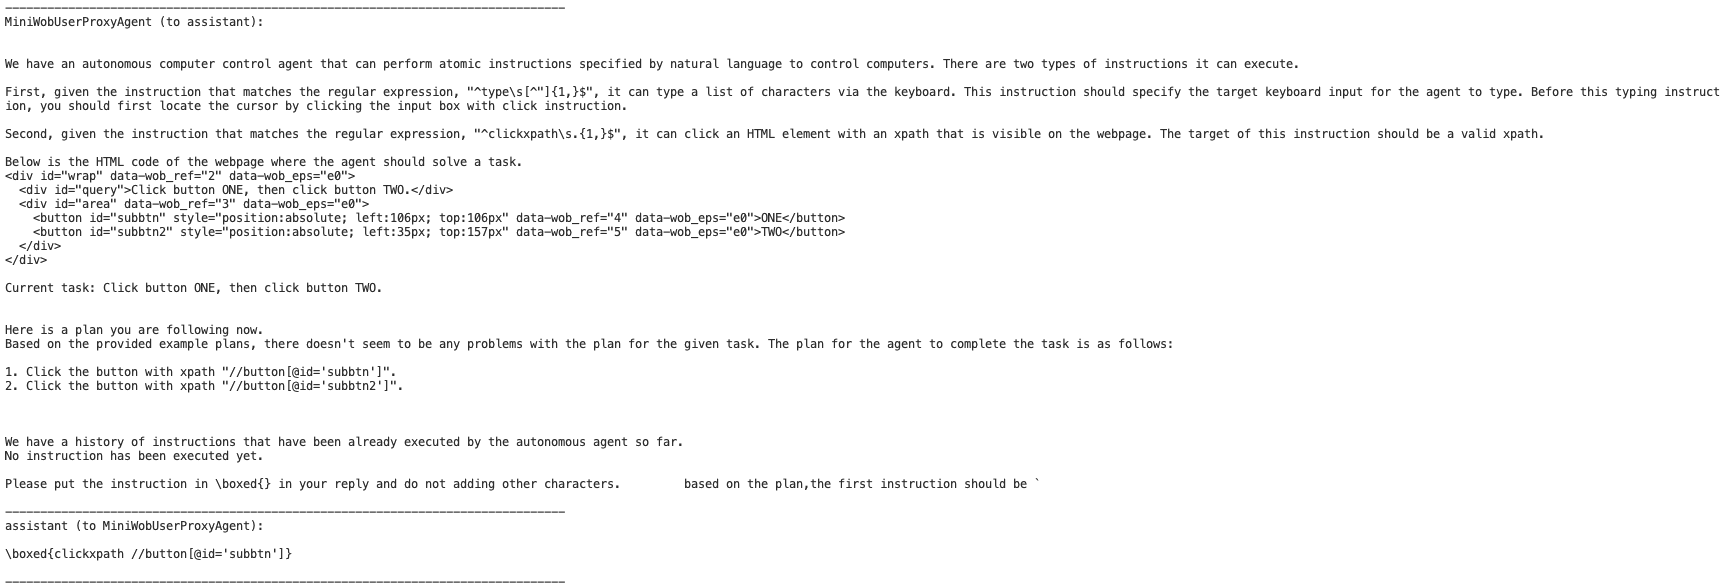 --------------------------------------------------------------------------------
MiniWobUserProxyAgent (to assistant):
We have an autonomous computer control agent that can perform atomic instructions specified by natural language to control computers. There are two types of instructions it can execute.
First, given the instruction that matches the regular expression, "^type\s[^"]{1,}$", it can type a list of characters via the keyboard. This instruction should specify the target keyboard input for the agent to type. Before this typing instruct
ion, you should first locate the cursor by clicking the input box with click instruction.
Second, given the instruction that matches the regular expression, "^clickxpath\s.{1,}$", it can click an HTML element with an xpath that is visible on the webpage. The target of this instruction should be a valid xpath.
Below is the HTML code of the webpage where the agent should solve a task.
<div id="wrap" data-wob_ref="2" data-wob_eps="e0">
  <div id="query">Click button ONE, then click button TWO.</div>
  <div id="area" data-wob_ref="3" data-wob_eps="e0">
    <button id="subbtn" style="position:absolute; left:106px; top:106px" data-wob_ref="4" data-wob_eps="e0">ONE</button>
    <button id="subbtn2" style="position:absolute; left:35px; top:157px" data-wob_ref="5" data-wob_eps="e0">TWO</button>
  </div>
</div>
Current task: Click button ONE, then click button TWO.
Here is a plan you are following now.
Based on the provided example plans, there doesn't seem to be any problems with the plan for the given task. The plan for the agent to complete the task is as follows:
1. Click the button with xpath "//button[@id='subbtn']".
2. Click the button with xpath "//button[@id='subbtn2']".
We have a history of instructions that have been already executed by the autonomous agent so far.
No instruction has been executed yet.
Please put the instruction in \boxed{} in your reply and do not adding other characters.         based on the plan,the first instruction should be `
--------------------------------------------------------------------------------
assistant (to MiniWobUserProxyAgent):
\boxed{clickxpath //button[@id='subbtn']}
--------------------------------------------------------------------------------